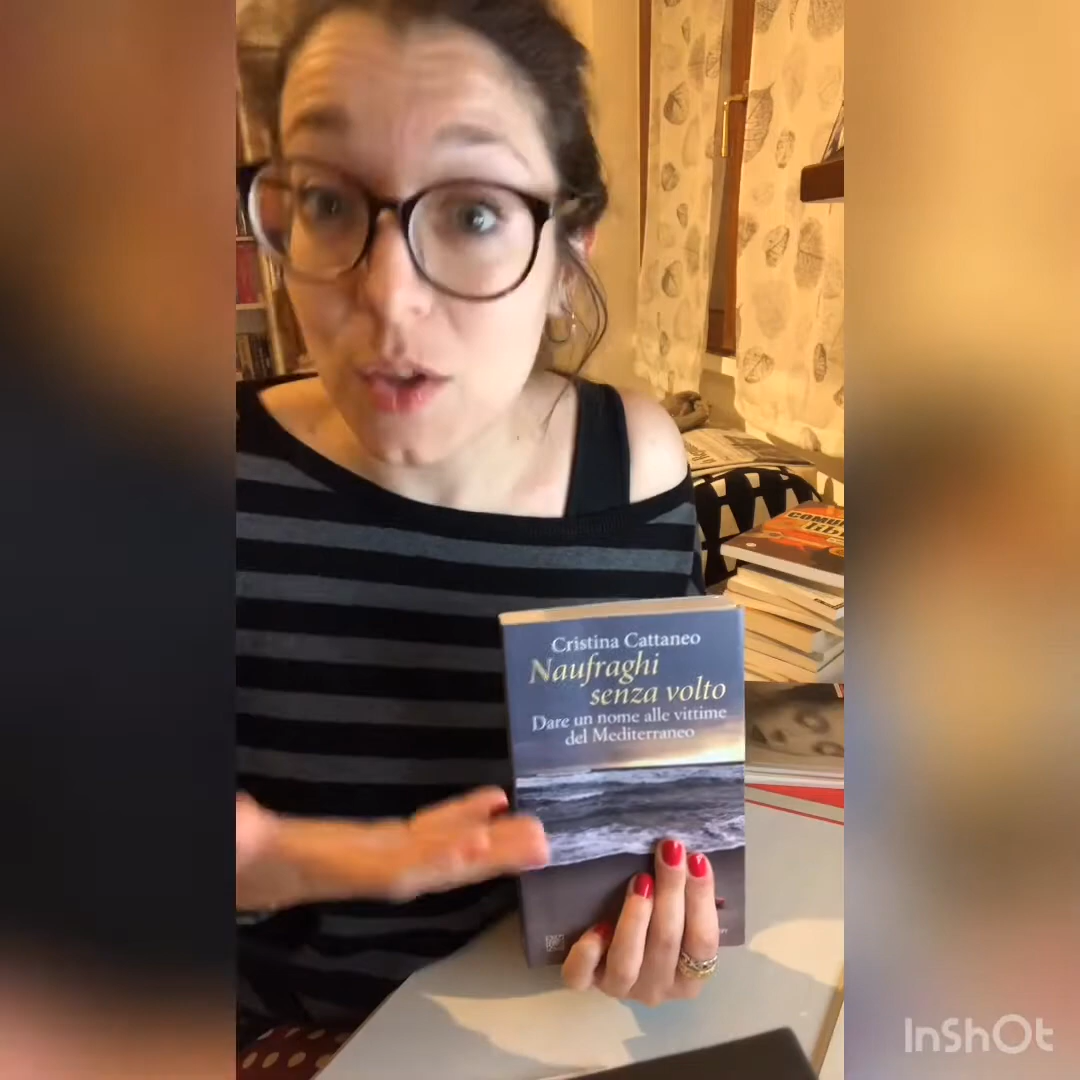 Cristina Cattaneo
Naufraghi
senza volto
Dare un nome alle vittime
del Mediterraneo
InShOt